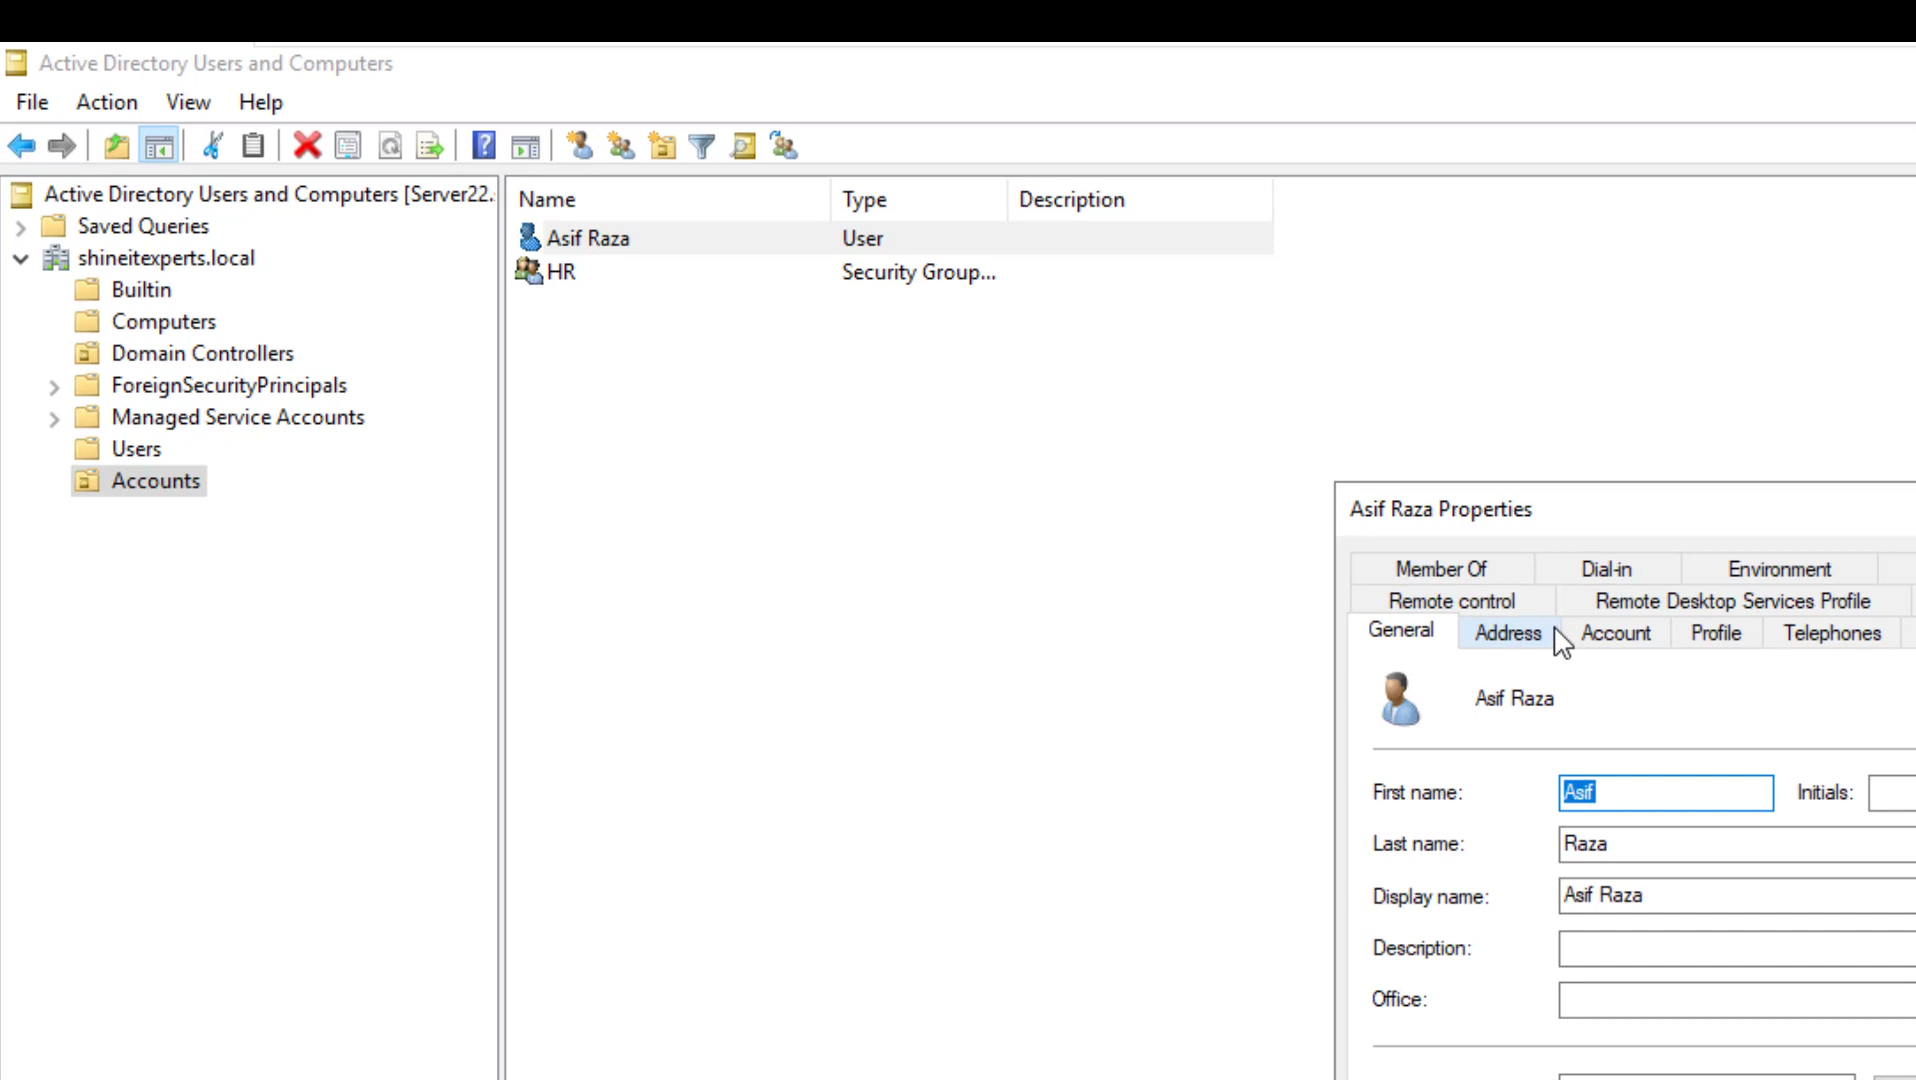 Active Directory Users and Computers
File Action View Help
Active Directory Users and Computers [Server22.
Saved Queries
shineitexperts.local
Builtin
Computers
Domain Controllers
ForeignSecurityPrincipals
Managed Service Accounts
Users
Accounts
Name Type Description
Asif Raza User
HR Security Group...
Asif Raza Properties
Member Of Dial-in Environment
Remote control Remote Desktop Services Profile
General Address Account Profile Telephones
Asif Raza
First name: Asif Initials:
Last name: Raza
Display name: Asif Raza
Description:
Office: